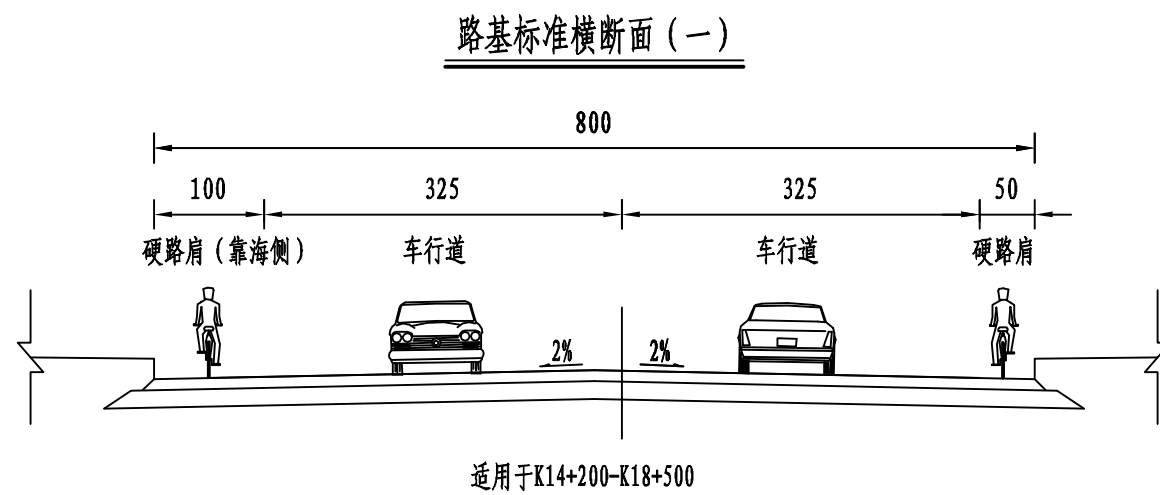 路基标准横断面（一）
800
100 325 325 50
硬路肩（靠海侧） 车行道 车行道 硬路肩
2% 2%
适用于K14+200-K18+500